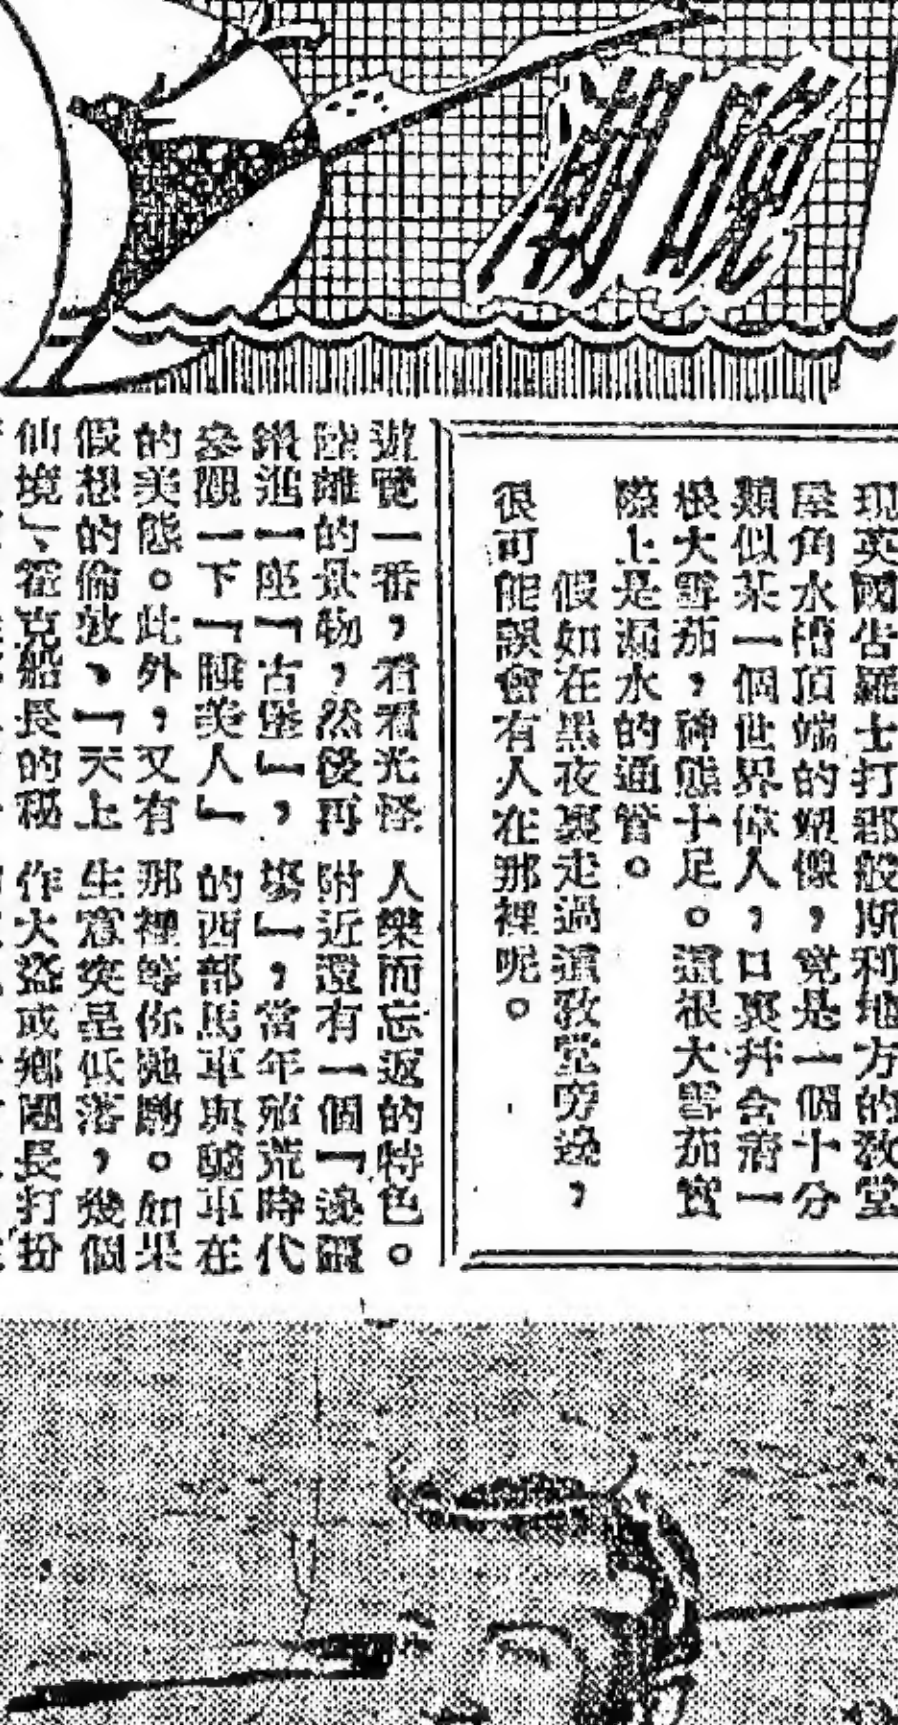 晚潮
現英國告羅士打郡般斯利地方的教堂
屋角水槽頂端的塑像，竟是一個十分
類似某一個世界偉人，口裏幷含着一
根大雪茄，神態十足。這根大雪茄實
際上是漏水的通管。
假如在黑夜裏走過這教堂旁邊，
很可能誤會有人在那裡呢。
遊覽一番，看看光怪
陸離的景物，然後再
鑽進一座「古堡」，
參觀一下「睡美人」
的美態。此外，又有
假想的倫敦、「天上
仙境」、霍克船長的秘
人樂而忘返的特色。
附近還有一個「邊疆
塲」，當年殖荒時代
的西部馬車與驢車在
那裡等你馳騁。如果
生意突呈低落，幾個
作大盜或鄉團長打扮